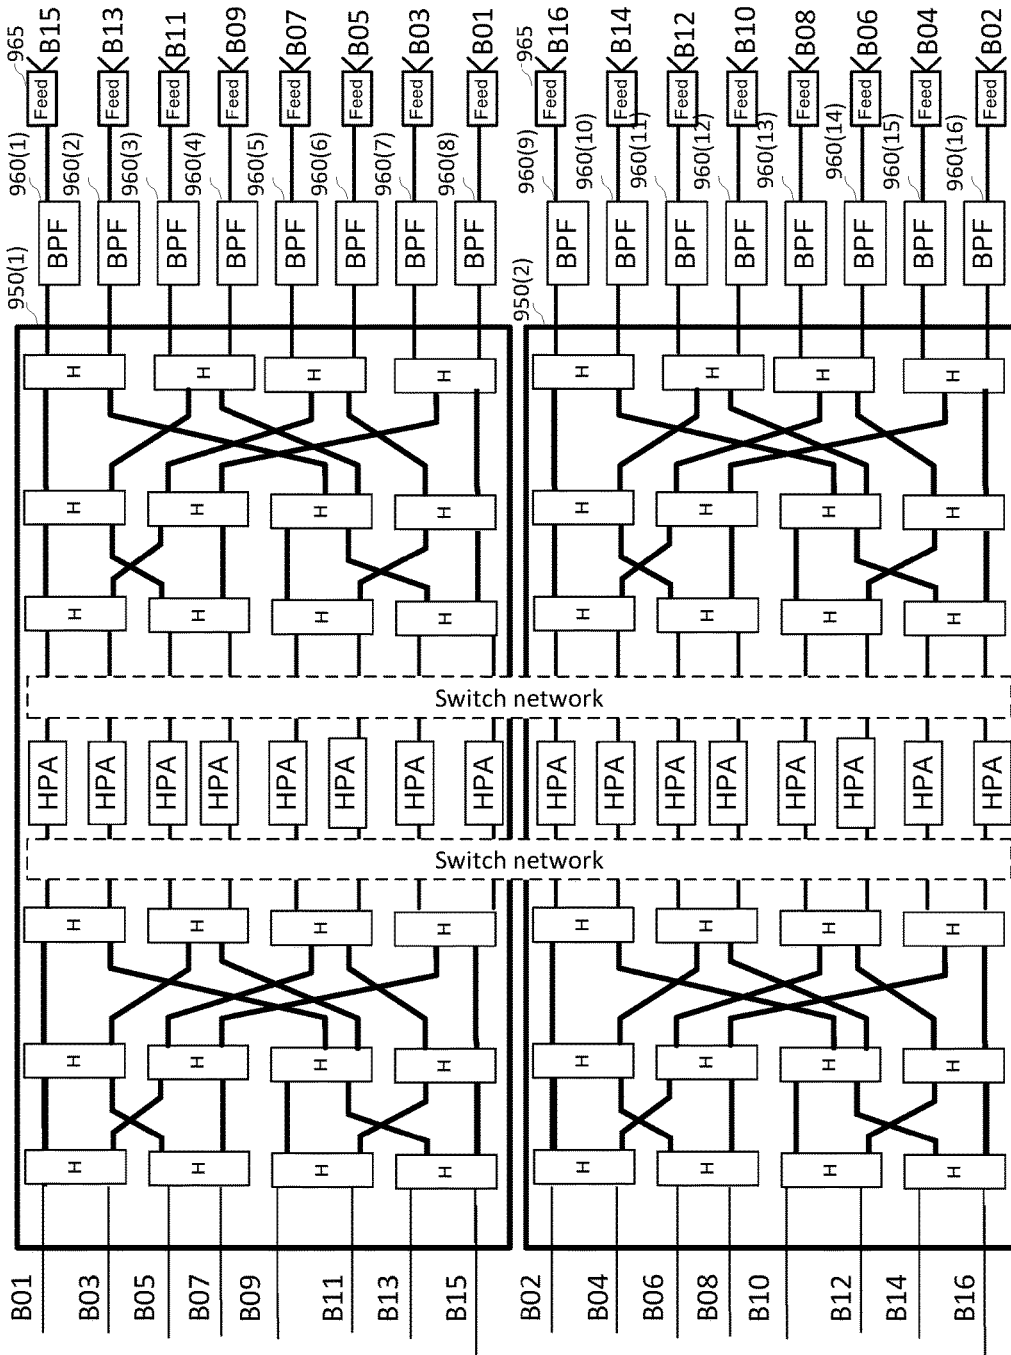 965 B15 B13 B11 B09 B07 B05 B03 B01
965 B16 B14 B12 B10 B08 B06 B04 B02
Feed Feed Feed Feed Feed Feed Feed Feed
Feed Feed Feed Feed Feed Feed Feed Feed
960(1) 960(2) 960(3) 960(4) 960(5) 960(6) 960(7) 960(8)
960(9) 960(10) 960(11) 960(12) 960(13) 960(14) 960(15) 960(16)
BPF BPF BPF BPF BPF BPF BPF BPF
BPF BPF BPF BPF BPF BPF BPF BPF
950(1)
950(2)
H H H H
H H H H
H H H H
H H H H
H H H H
H H H H
Switch network
HPA HPA HPA HPA HPA HPA HPA HPA
HPA HPA HPA HPA HPA HPA HPA HPA
Switch network
H H H H
H H H H
H H H H
H H H H
H H H H
H H H H
B01 B03 B05 B07 B09 B11 B13 B15
B02 B04 B06 B08 B10 B12 B14 B16